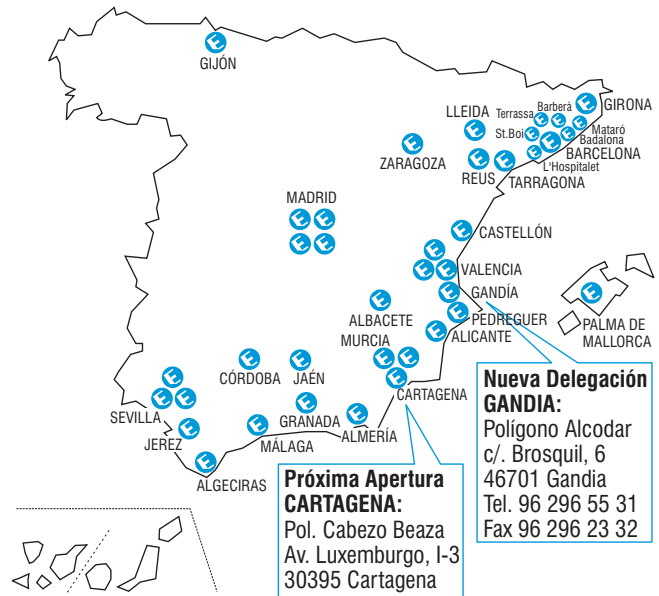 GIJÓN
LLEIDA
Terrassa
Barberà
GIRONA
St.Boi
Mataró
Badalona
BARCELONA
L'Hospitalet
ZARAGOZA
REUS
TARRAGONA
MADRID
CASTELLÓN
VALENCIA
GANDÍA
PEDREGUER
ALBACETE
ALICANTE
MURCIA
PALMA DE
MALLORCA
CÓRDOBA
JAÉN
CARTAGENA
SEVILLA
GRANADA
JEREZ
MÁLAGA
ALMERÍA
ALGECIRAS
Nueva Delegación
GANDIA:
Polígono Alcodar
c/. Brosquil, 6
46701 Gandia
Tel. 96 296 55 31
Fax 96 296 23 32
Próxima Apertura
CARTAGENA:
Pol. Cabezo Beaza
Av. Luxemburgo, I-3
30395 Cartagena